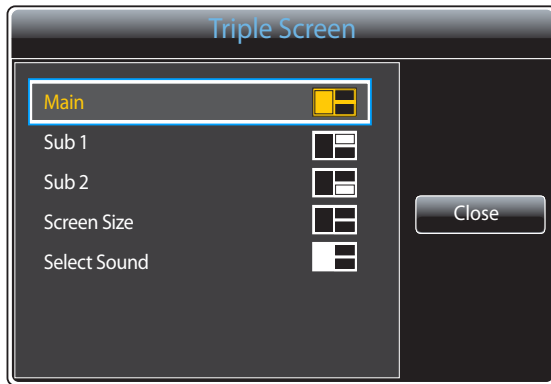 Triple Screen
Main
Sub 1
Sub 2
Screen Size
Select Sound
Close